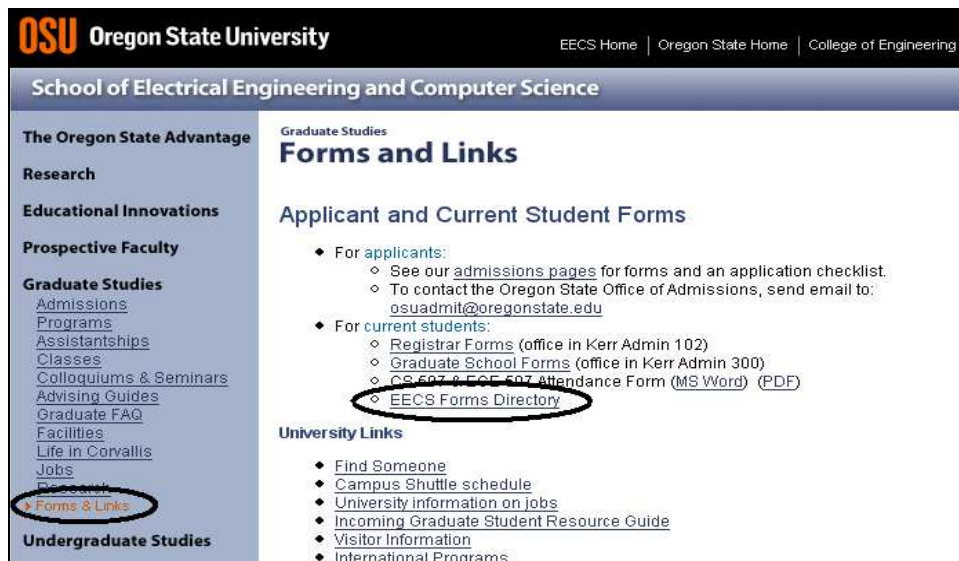 OSU Oregon State University
EECS Home | Oregon State Home | College of Engineering
School of Electrical Engineering and Computer Science
The Oregon State Advantage
Research
Educational Innovations
Prospective Faculty
Graduate Studies
Admissions
Programs
Assistantships
Classes
Colloquiums & Seminars
Advising Guides
Graduate FAQ
Facilities
Life in Corvallis
Jobs
Research
Forms & Links
Undergraduate Studies
Graduate Studies
Forms and Links
Applicant and Current Student Forms
For applicants:
See our admissions pages for forms and an application checklist.
To contact the Oregon State Office of Admissions, send email to:
osuadmit@oregonstate.edu
For current students:
Registrar Forms (office in Kerr Admin 102)
Graduate School Forms (office in Kerr Admin 300)
CS 507 & ECE 507 Attendance Form (MS Word) (PDF)
EECS Forms Directory
University Links
Find Someone
Campus Shuttle schedule
University information on jobs
Incoming Graduate Student Resource Guide
Visitor Information
International Programs